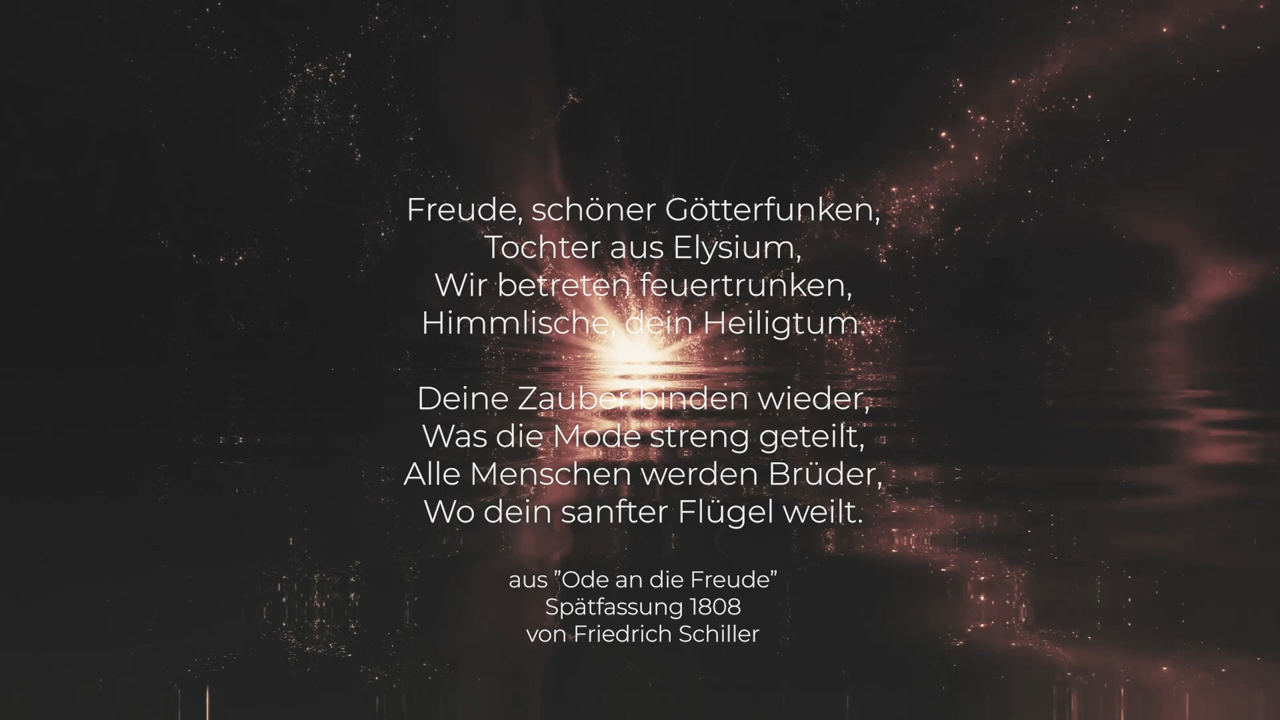 Freude, schöner Götterfunken,
Tochter aus Elysium,
Wir betreten feuertrunken,
Himmlische, dein Heiligtum.
Deine Zauber binden wieder,
Was die Mode streng geteilt,
Alle Menschen werden Brüder,
Wo dein sanfter Flügel weilt.
aus ”Ode an die Freude”
Spätfassung 1808
von Friedrich Schiller